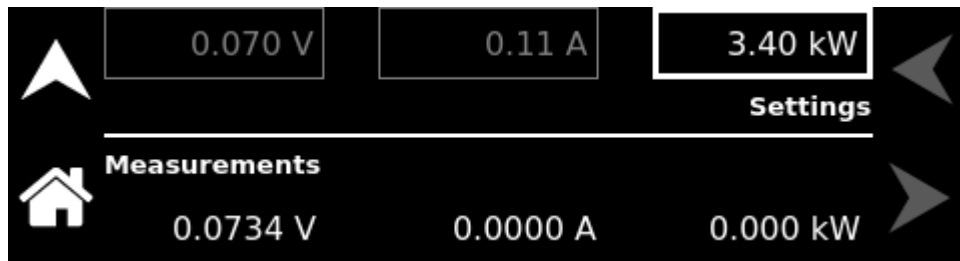 0.070 V 0.11 A 3.40 kW
Settings
Measurements
0.0734 V 0.0000 A 0.000 kW